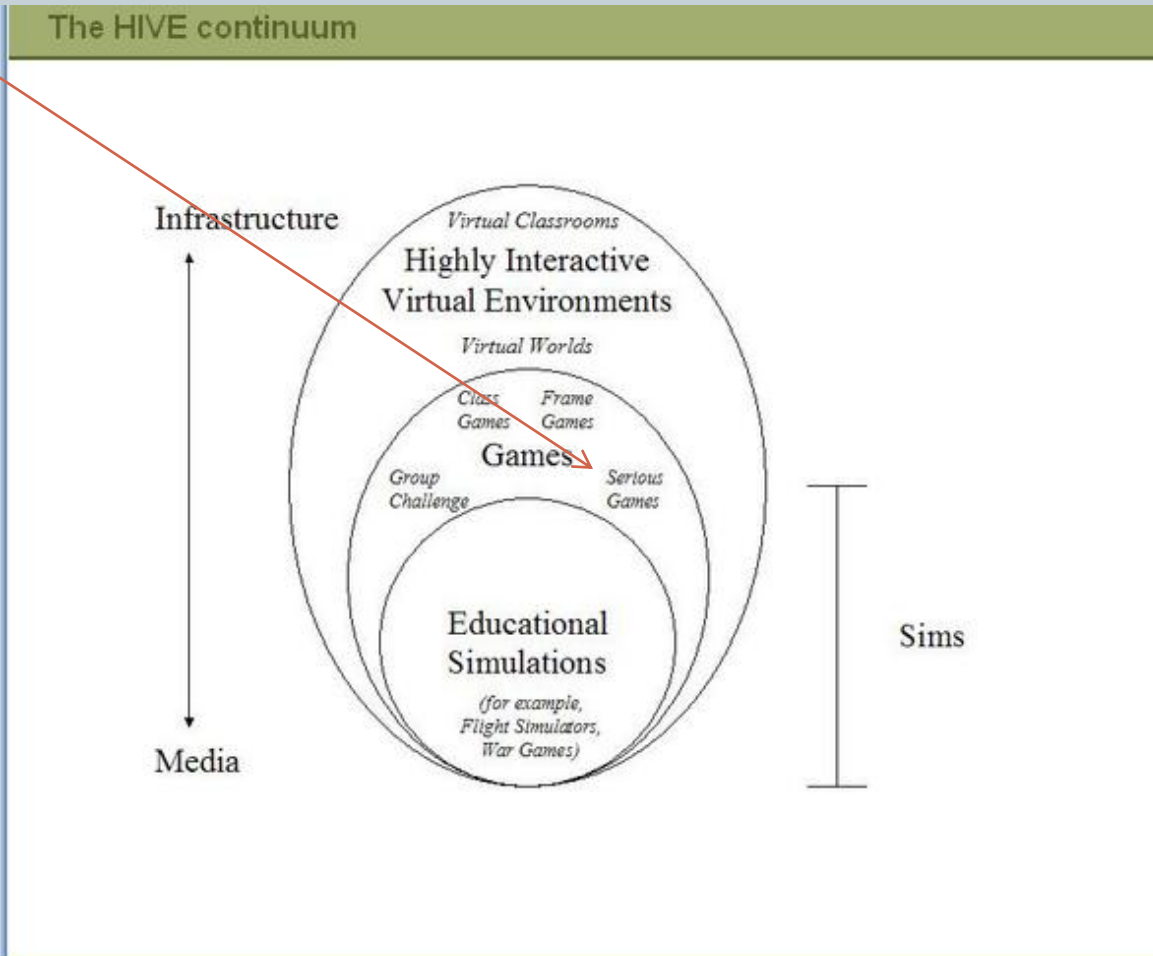 The HIVE continuum
Infrastructure
Virtual Classrooms
Highly Interactive
Virtual Environments
Virtual Worlds
Class
Games
Frame
Games
Games
Group
Challenge
Serious
Games
Educational
Simulations
(for example,
Flight Simulators,
War Games)
Sims
Media